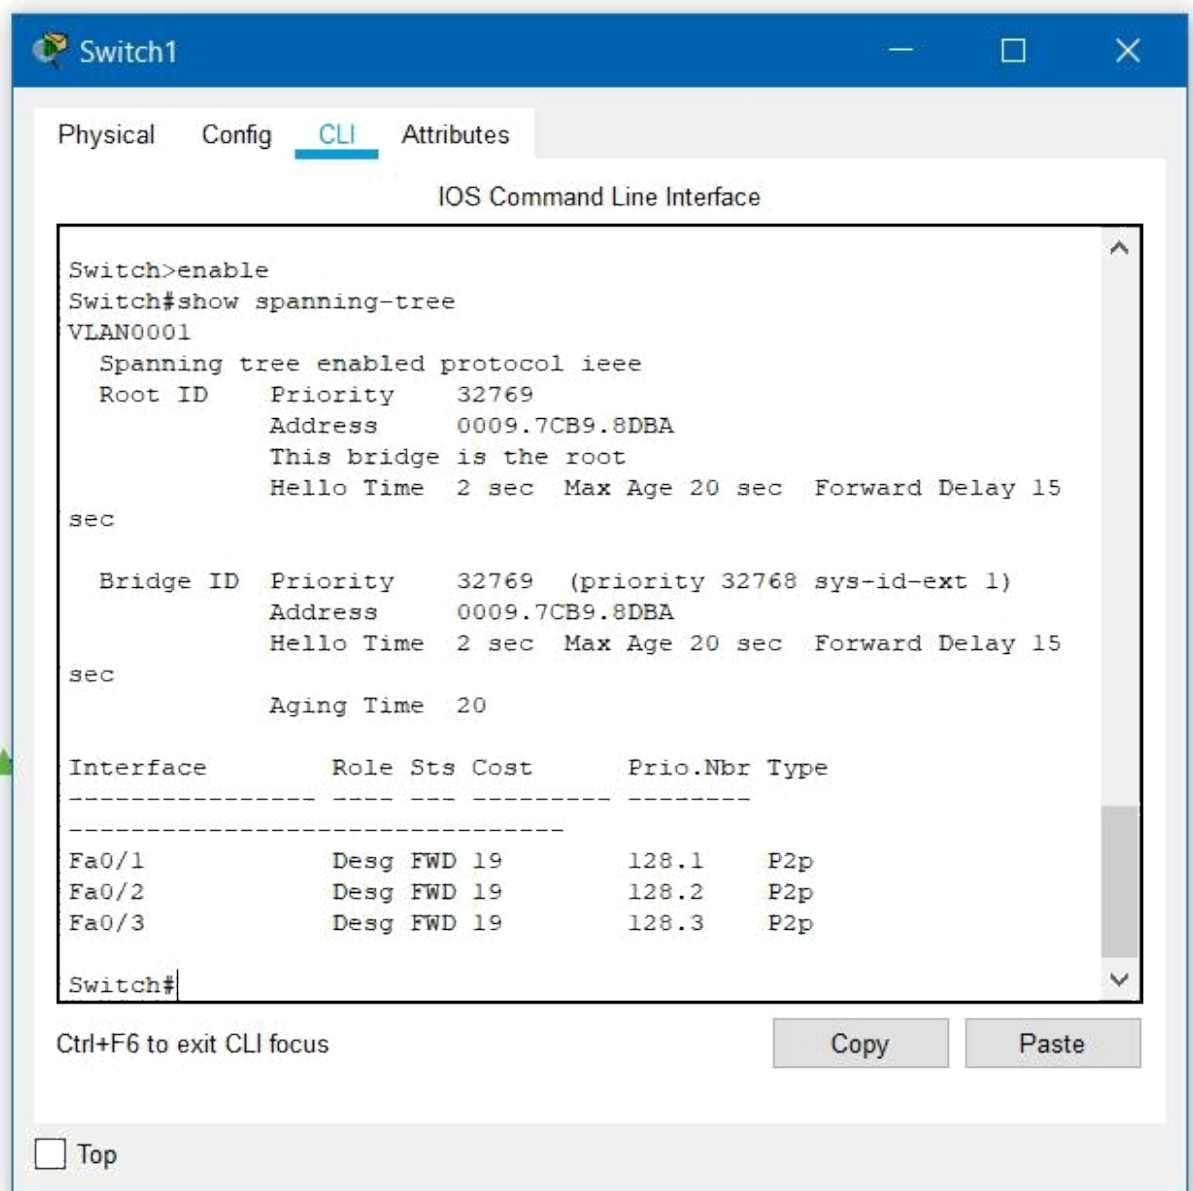 Switch1
Physical Config CLI Attributes
IOS Command Line Interface
Switch>enable
Switch#show spanning-tree
VLAN0001
  Spanning tree enabled protocol ieee
  Root ID    Priority    32769
             Address     0009.7CB9.8DBA
             This bridge is the root
             Hello Time  2 sec  Max Age 20 sec  Forward Delay 15
sec
  Bridge ID  Priority    32769  (priority 32768 sys-id-ext 1)
             Address     0009.7CB9.8DBA
             Hello Time  2 sec  Max Age 20 sec  Forward Delay 15
sec
             Aging Time  20
Interface        Role Sts Cost      Prio.Nbr Type
---------------- ---- --- --------- --------
--------------------------------
Fa0/1            Desg FWD 19        128.1    P2p
Fa0/2            Desg FWD 19        128.2    P2p
Fa0/3            Desg FWD 19        128.3    P2p
Switch#
Ctrl+F6 to exit CLI focus
Copy Paste
Top